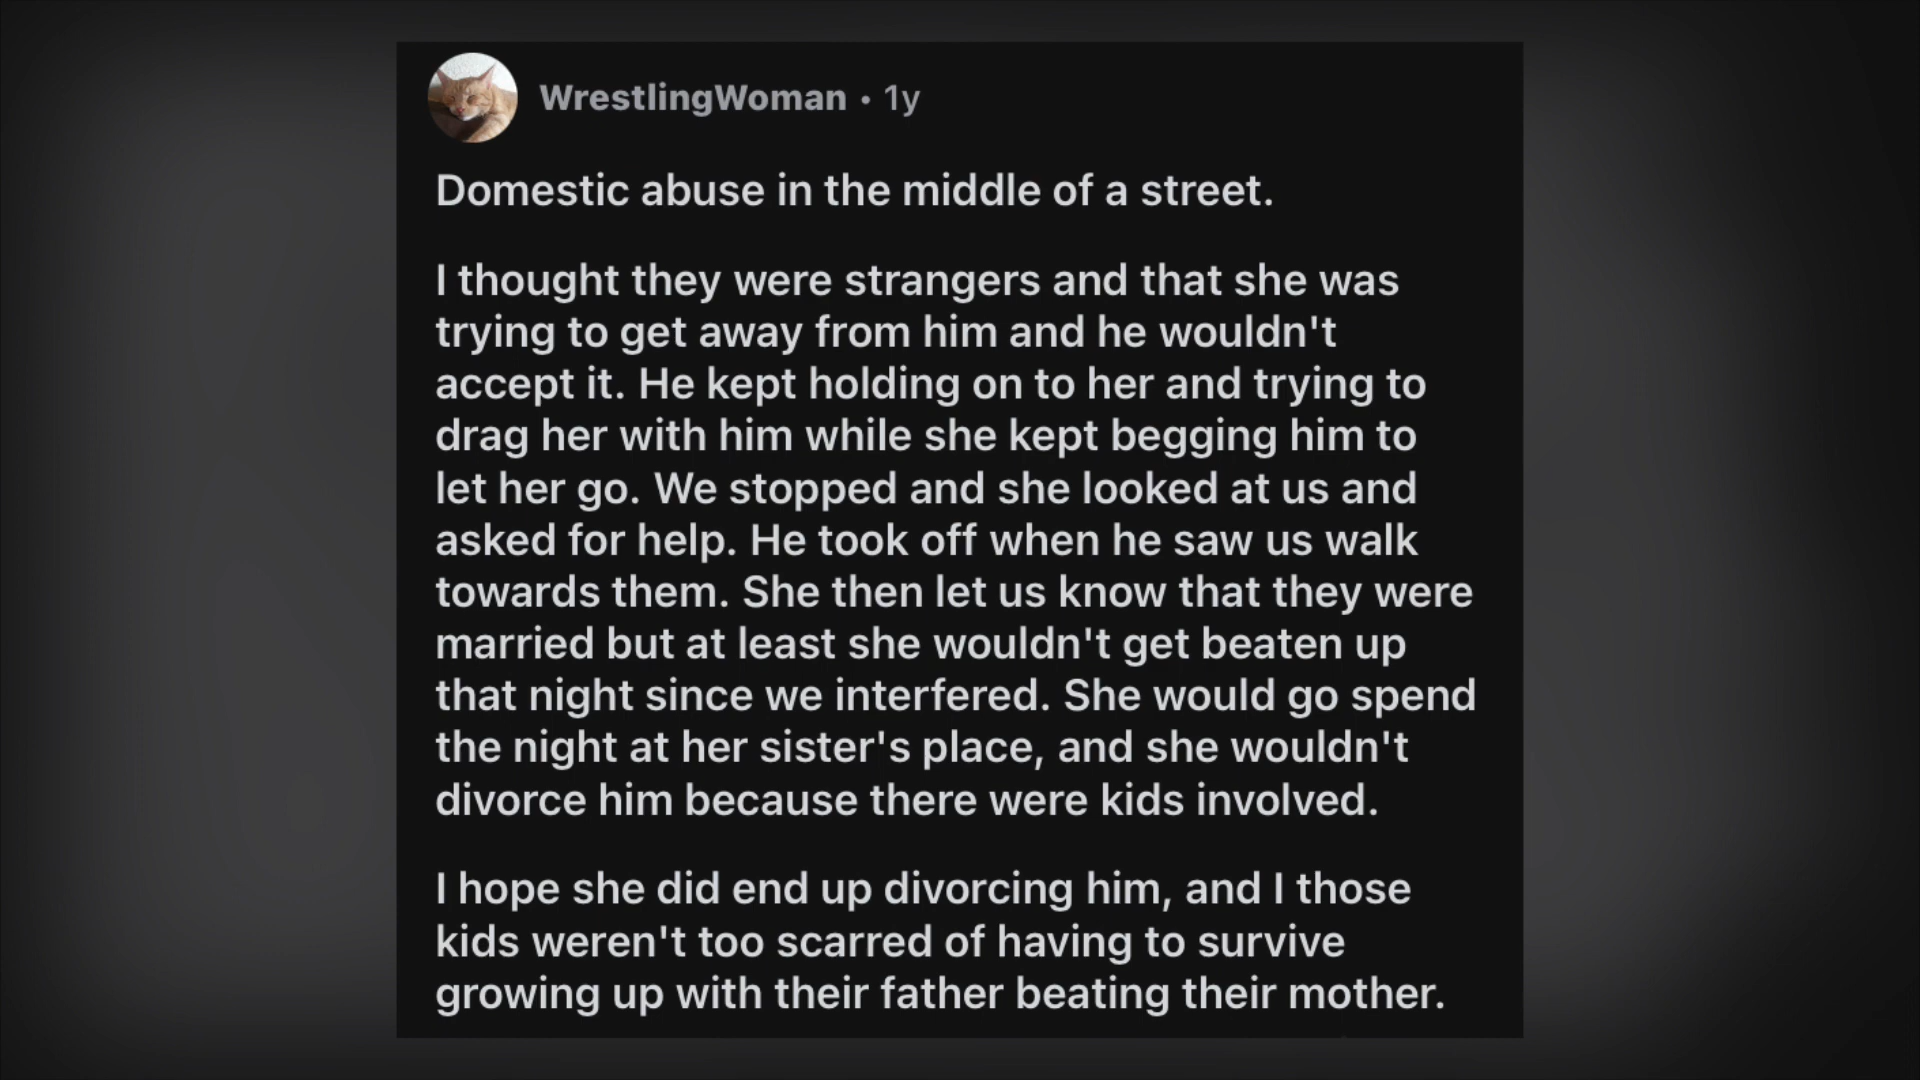 WrestlingWoman • 1y
Domestic abuse in the middle of a street.
I thought they were strangers and that she was
trying to get away from him and he wouldn't
accept it. He kept holding on to her and trying to
drag her with him while she kept begging him to
let her go. We stopped and she looked at us and
asked for help. He took off when he saw us walk
towards them. She then let us know that they were
married but at least she wouldn't get beaten up
that night since we interfered. She would go spend
the night at her sister's place, and she wouldn't
divorce him because there were kids involved.
I hope she did end up divorcing him, and I those
kids weren't too scarred of having to survive
growing up with their father beating their mother.